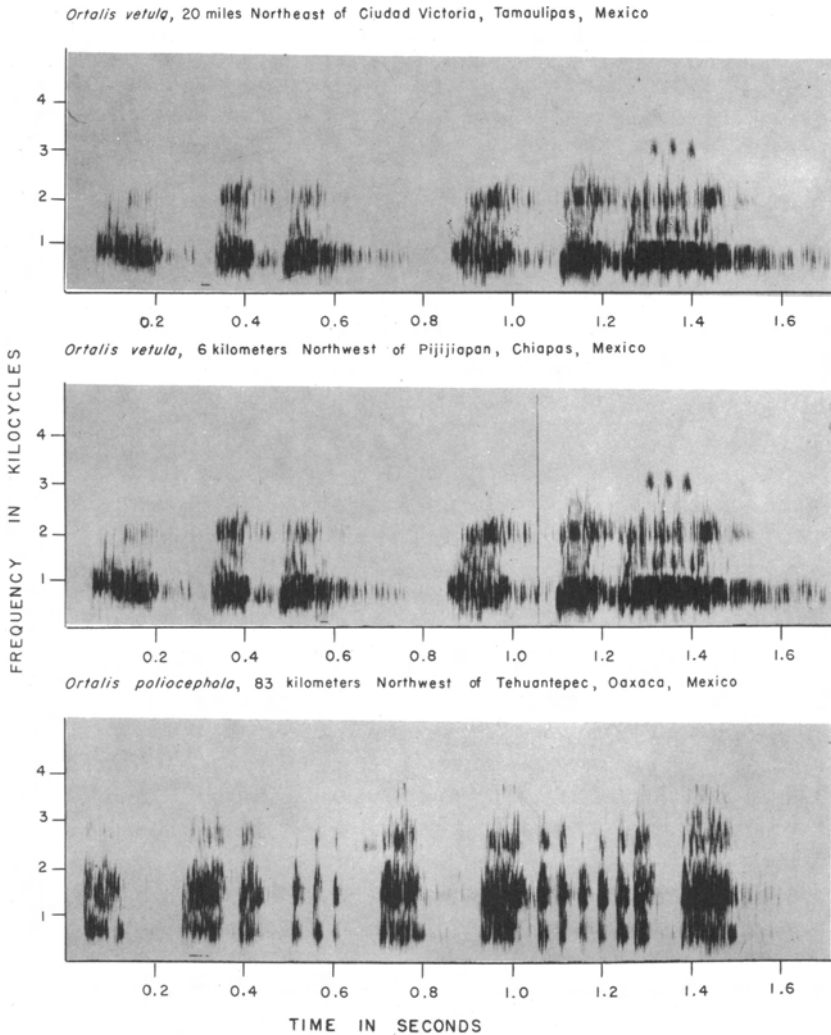 Ortalis vetula, 20 miles Northeast of Ciudad Victoria, Tamaulipas, Mexico
4
3
2
1
0.2 0.4 0.6 0.8 1.0 1.2 1.4 1.6
Ortalis vetula, 6 kilometers Northwest of Pijijiapan, Chiapas, Mexico
FREQUENCY IN KILOCYCLES
4
3
2
1
0.2 0.4 0.6 0.8 1.0 1.2 1.4 1.6
Ortalis poliocephala, 83 kilometers Northwest of Tehuantepec, Oaxaca, Mexico
4
3
2
1
0.2 0.4 0.6 0.8 1.0 1.2 1.4 1.6
TIME IN SECONDS